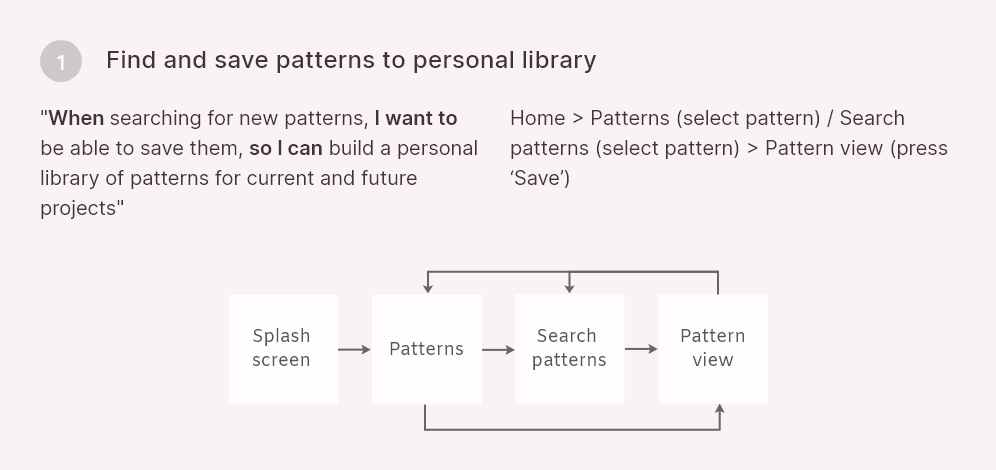 1
Find and save patterns to personal library
"When searching for new patterns, I want to
be able to save them, so I can build a personal
library of patterns for current and future
projects"
Home > Patterns (select pattern) / Search
patterns (select pattern) > Pattern view (press
‘Save’)
Splash
screen
Patterns
Search
patterns
Pattern
view